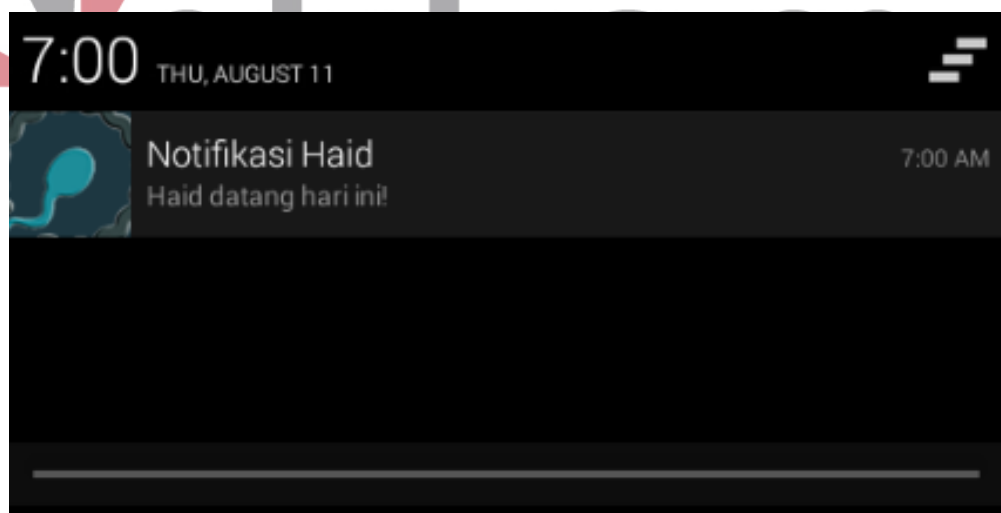 7:00 THU, AUGUST 11
Notifikasi Haid 7:00 AM
Haid datang hari ini!